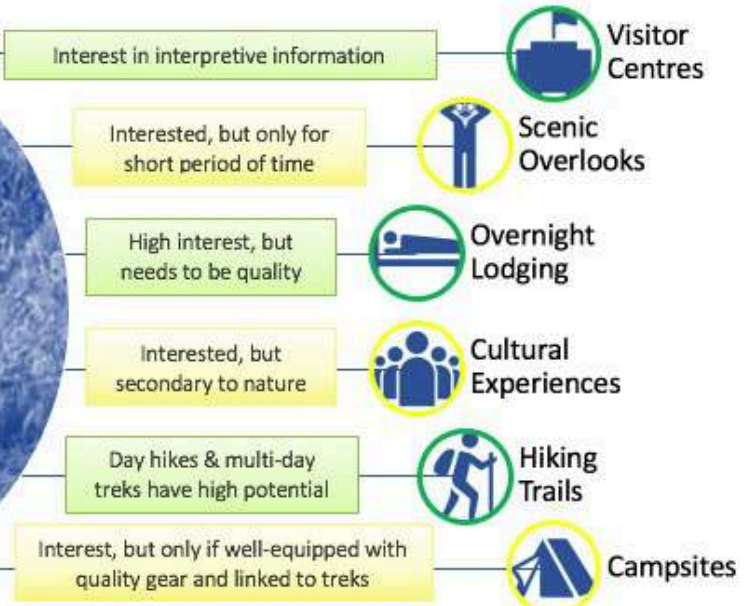 Interest in interpretive information
Visitor
Centres
Interested, but only for
short period of time
Scenic
Overlooks
High interest, but
needs to be quality
Overnight
Lodging
Interested, but
secondary to nature
Cultural
Experiences
Day hikes & multi-day
treks have high potential
Hiking
Trails
Interest, but only if well-equipped with
quality gear and linked to treks
Campsites